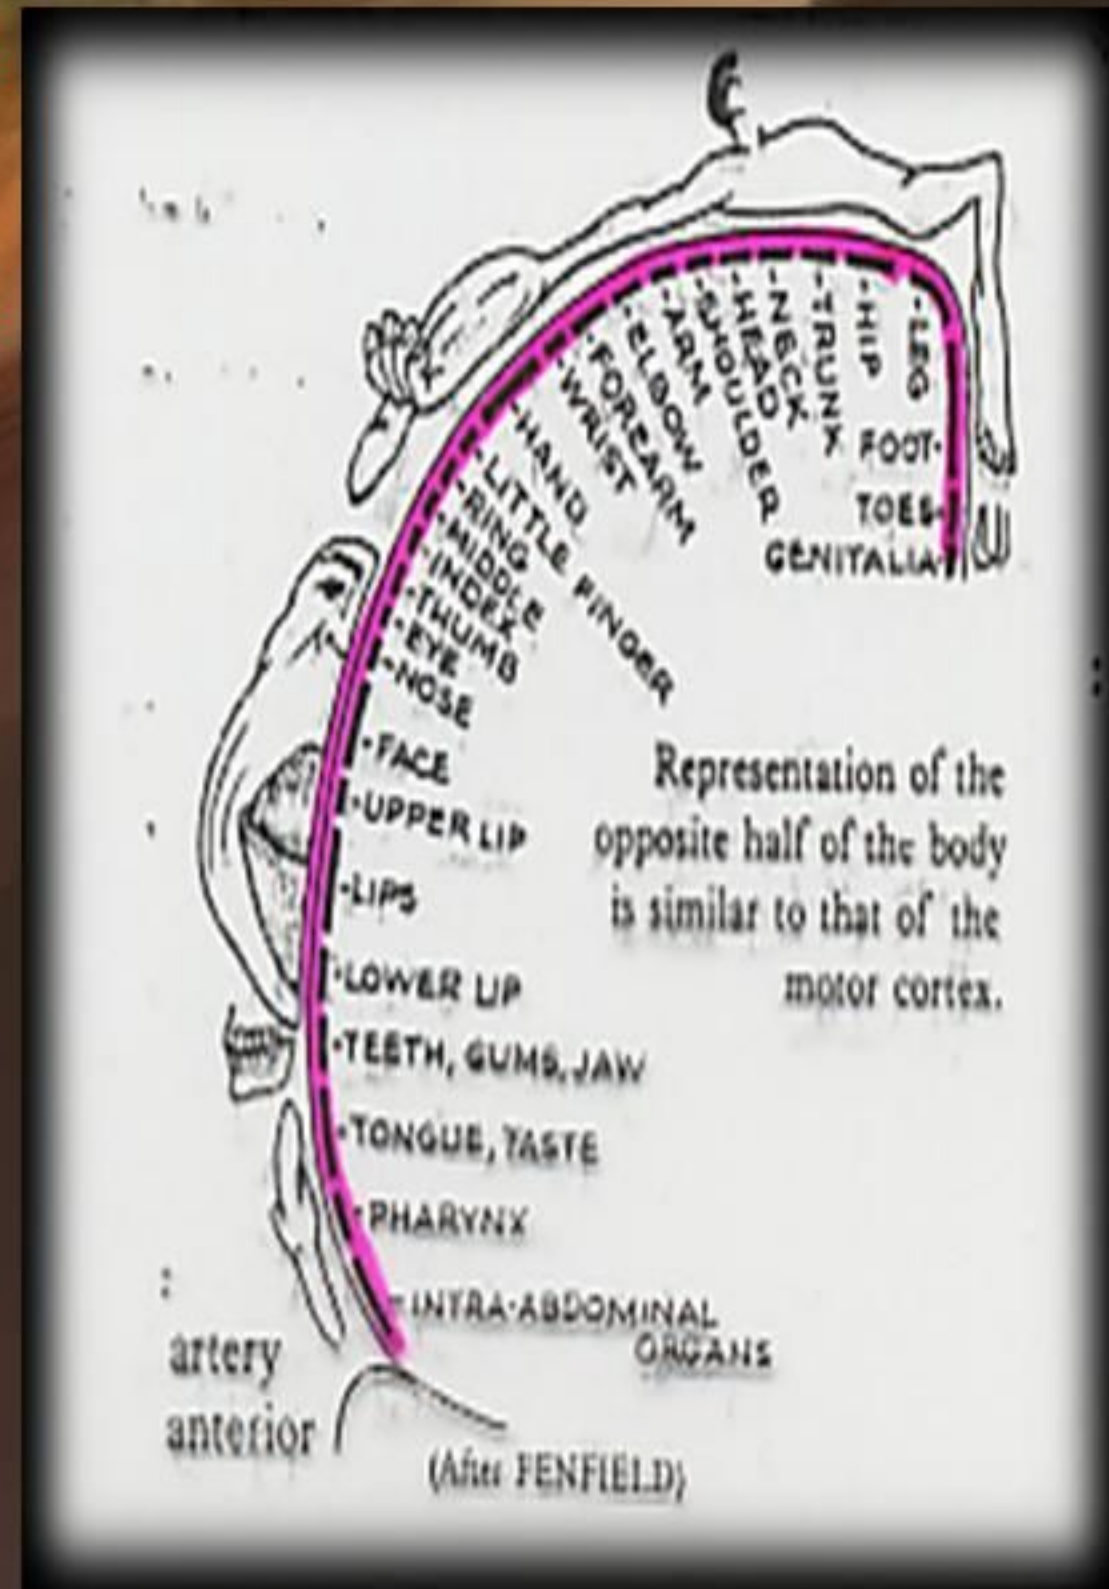 LEG
HIP
TRUNK
NECK
HEAD
SHOULDER
ARM
ELBOW
FOREARM
WRIST
HAND
LITTLE FINGER
RING
MIDDLE
INDEX
THUMB
EYE
NOSE
FACE
UPPER LIP
LIPS
LOWER LIP
TEETH, GUMS, JAW
TONGUE, TASTE
PHARYNX
INTRA-ABDOMINAL
ORGANS
FOOT
TOES
GENITALIA
Representation of the
opposite half of the body
is similar to that of the
motor cortex.
artery
anterior
(After PENFIELD)